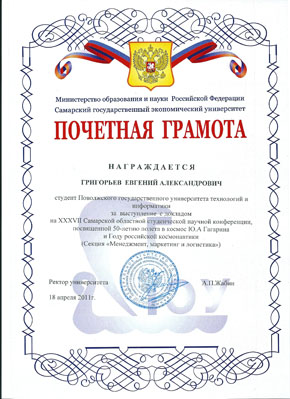 Министерство образования и науки Российской Федерации
Самарский государственный экономический университет
ПОЧЕТНАЯ ГРАМОТА
НАГРАЖДАЕТСЯ
ГРИГОРЬЕВ ЕВГЕНИЙ АЛЕКСАНДРОВИЧ
студент Поволжского государственного университета технологий и
информатики
за выступление с докладом
на XXXVII Самарской областной студенческой научной конференции,
посвященной 50-летию полета в космос Ю.А Гагарина
и Году российской космонавтики
(Секция «Менеджмент, маркетинг и логистика»)
Ректор университета А.П.Жабин
18 апреля 2011г.